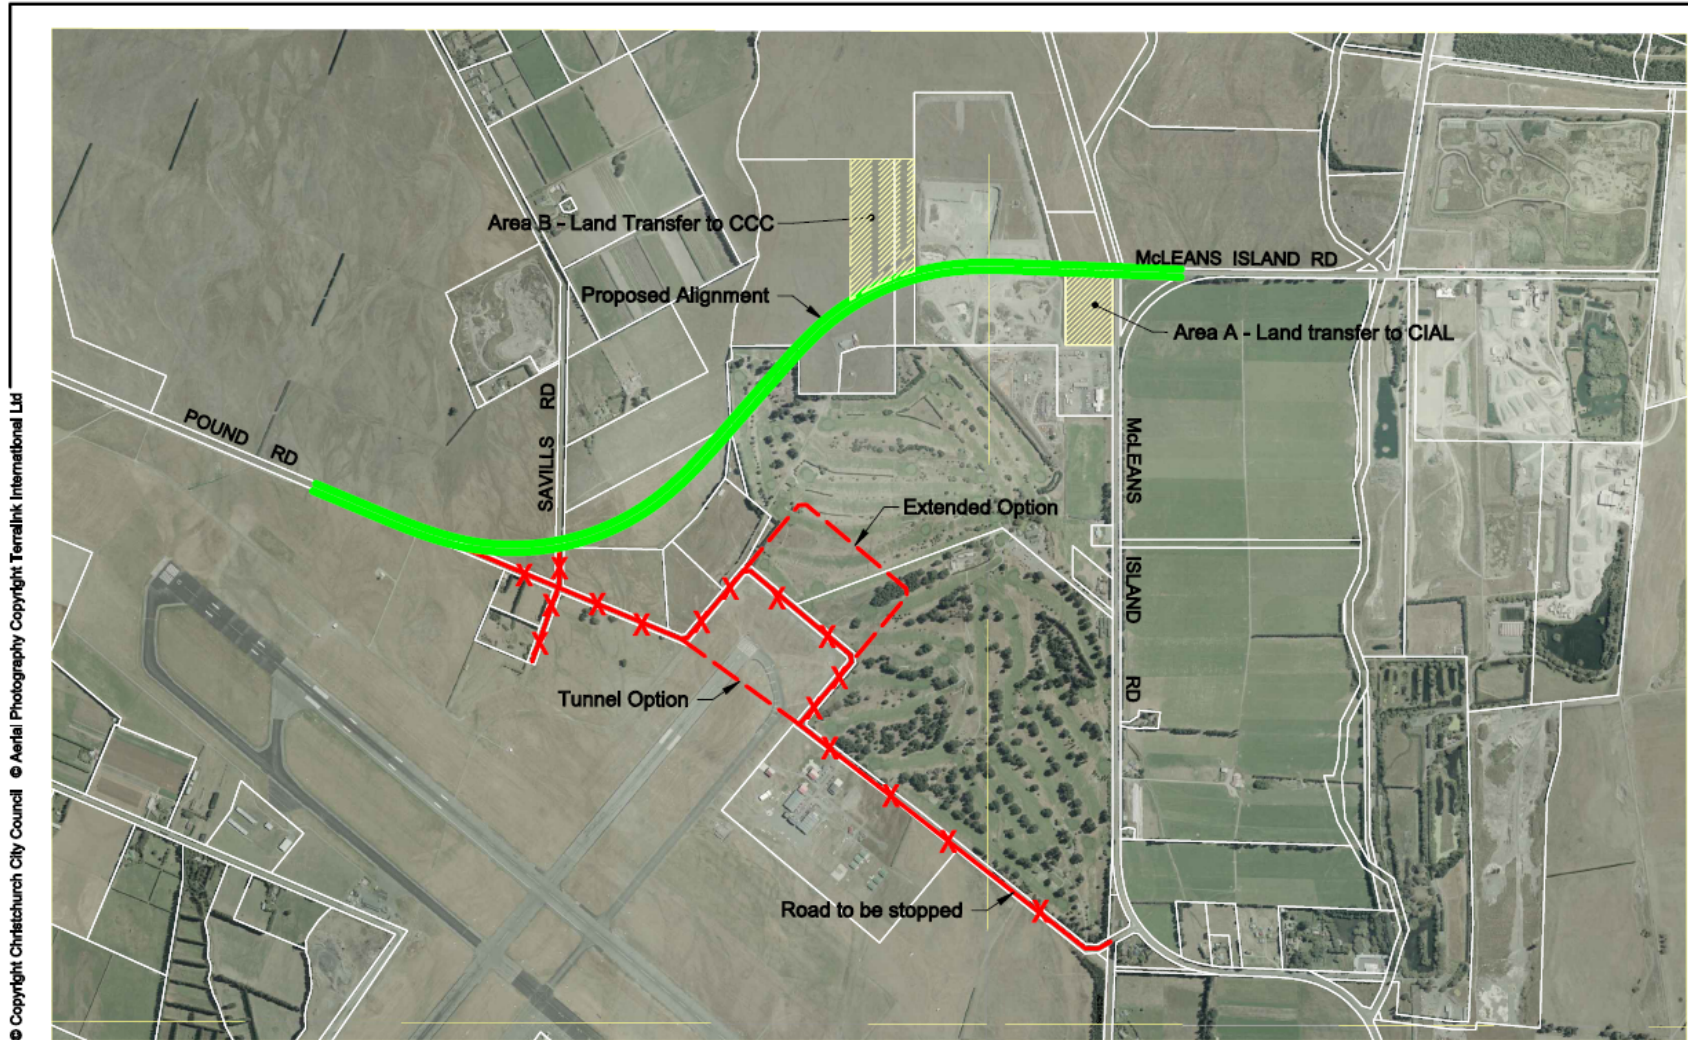 Area B - Land Transfer to CCC
McLEANS ISLAND RD
Proposed Alignment
Area A - Land transfer to CIAL
POUND RD
SAVILLS RD
McLEANS ISLAND RD
Extended Option
Tunnel Option
Road to be stopped
© Copyright Christchurch City Council © Aerial Photography Copyright Terralink International Ltd